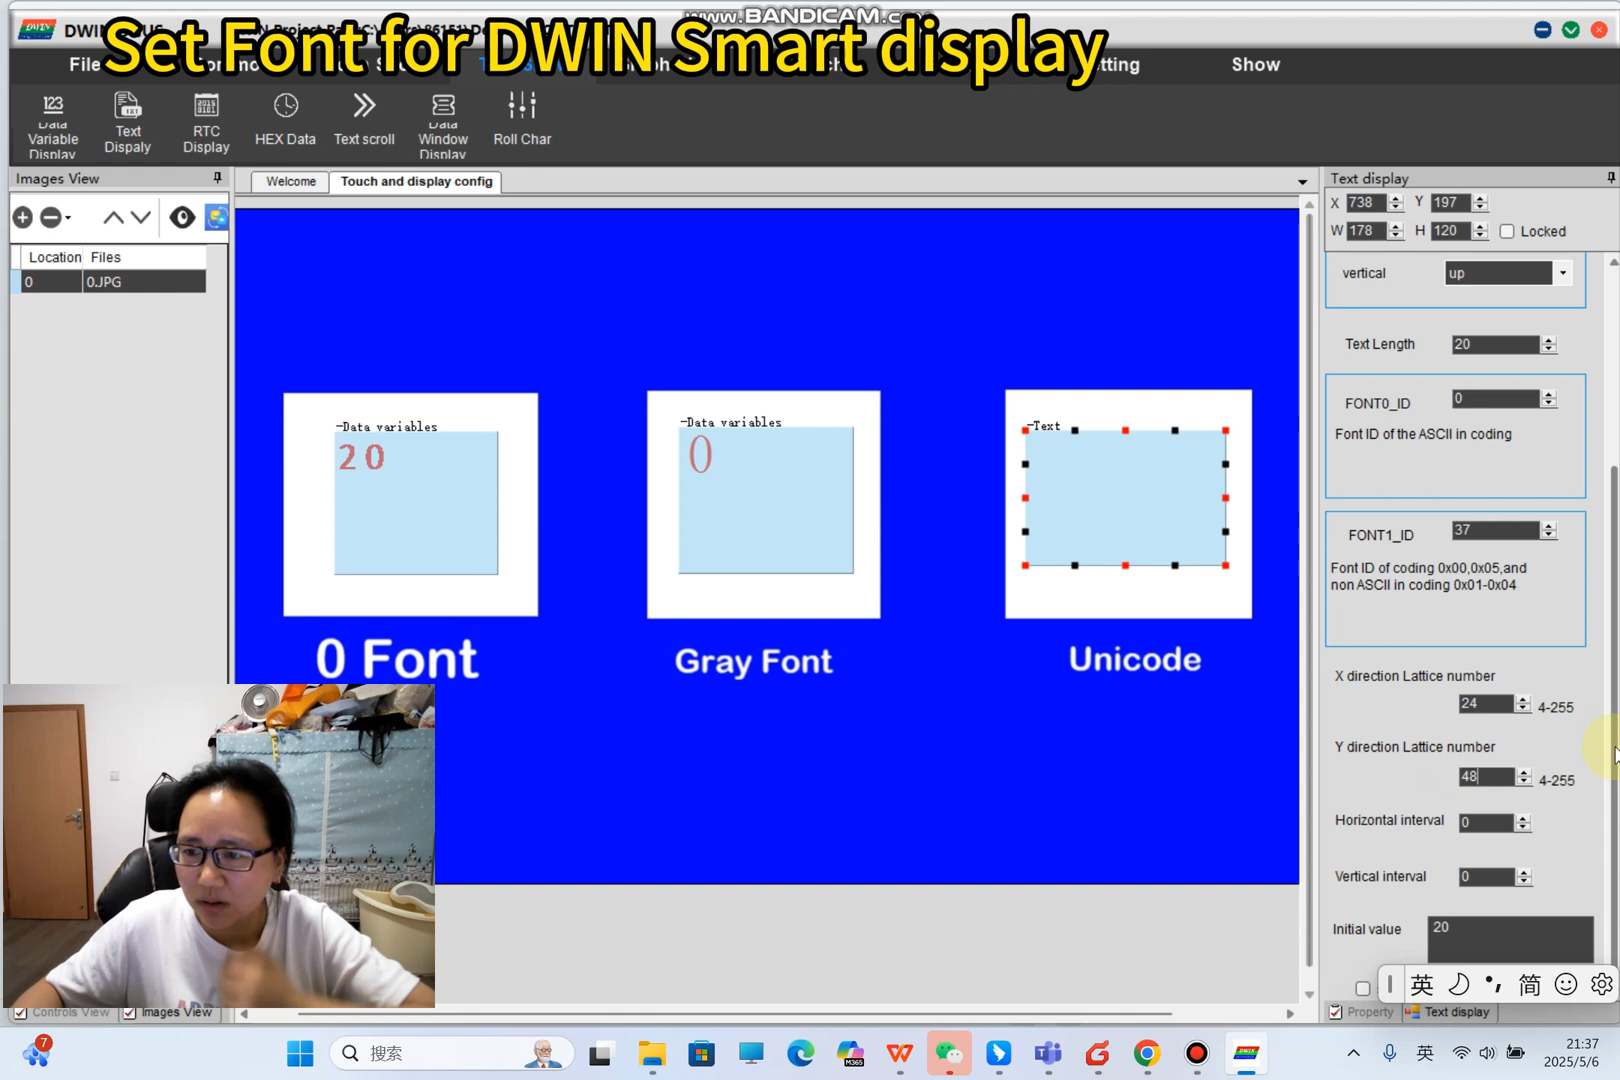 www.BANDICAM.com
Set Font for DWIN Smart display
Show
Data Variable Display
Text Dispaly
RTC Display
HEX Data
Text scroll
Data Window Display
Roll Char
Images View
Welcome
Touch and display config
Location Files
0 0.JPG
-Data variables
20
0 Font
-Data variables
0
Gray Font
-Text
Unicode
Text display
X 738 Y 197
W 178 H 120 Locked
vertical up
Text Length 20
FONT0_ID 0
Font ID of the ASCII in coding
FONT1_ID 37
Font ID of coding 0x00,0x05,and
non ASCII in coding 0x01-0x04
X direction Lattice number
24 4-255
Y direction Lattice number
48 4-255
Horizontal interval 0
Vertical interval 0
Initial value 20
英 简
Controls View Images View
Property Text display
7
搜索
M365
英
21:37
2025/5/6